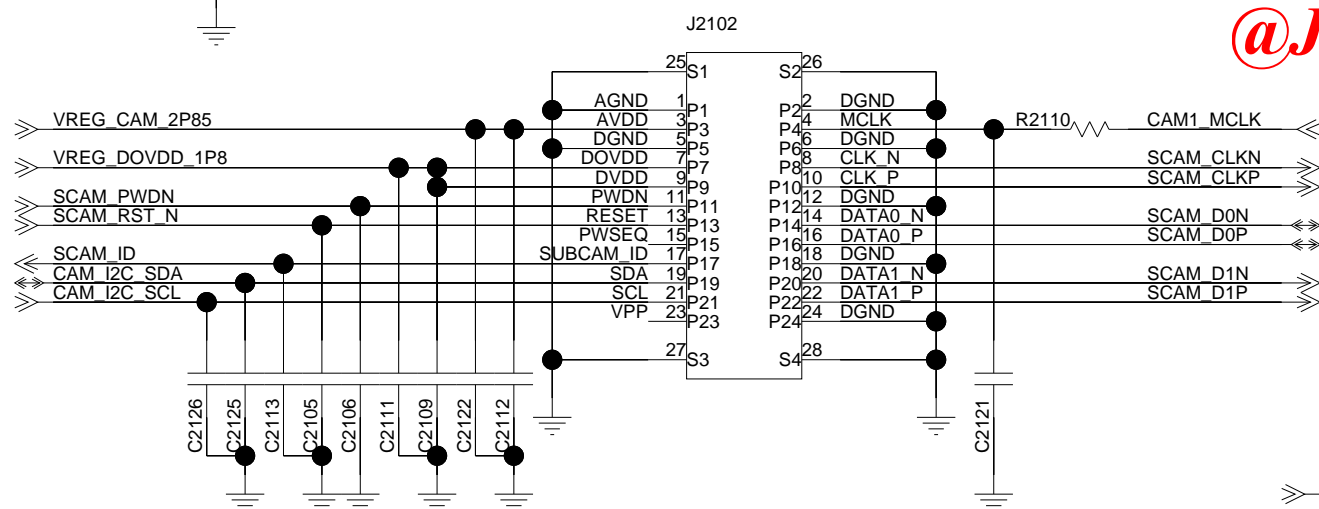 J2102
@J
25 S1 S2 26
AGND 1 P1 P2 2 DGND
VREG_CAM_2P85 AVDD 3 P3 P4 4 MCLK R2110 CAM1_MCLK
DGND 5 P5 P6 6 DGND
VREG_DOVDD_1P8 DOVDD 7 P7 P8 8 CLK_N SCAM_CLKN
DVDD 9 P9 P10 10 CLK_P SCAM_CLKP
SCAM_PWDN PWDN 11 P11 P12 12 DGND
SCAM_RST_N RESET 13 P13 P14 14 DATA0_N SCAM_D0N
PWSEQ 15 P15 P16 16 DATA0_P SCAM_D0P
SCAM_ID SUBCAM_ID 17 P17 P18 18 DGND
CAM_I2C_SDA SDA 19 P19 P20 20 DATA1_N SCAM_D1N
CAM_I2C_SCL SCL 21 P21 P22 22 DATA1_P SCAM_D1P
VPP 23 P23 P24 24 DGND
27 S3 S4 28
C2126 C2125 C2113 C2105 C2106 C2111 C2109 C2122 C2112 C2121